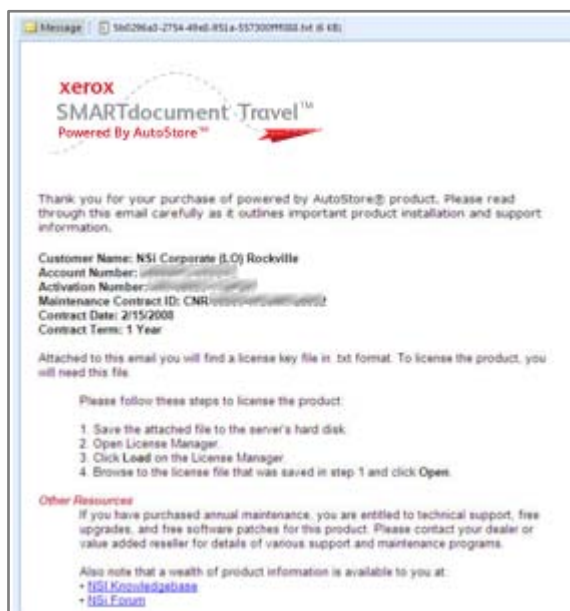 Message
xerox
SMARTdocument Travel™
Powered By AutoStore™
Thank you for your purchase of powered by AutoStore® product. Please read
through this email carefully as it outlines important product installation and support
information.
Customer Name: NSi Corporate (LO) Rockville
Account Number:
Activation Number:
Maintenance Contract ID: CNR
Contract Date: 2/15/2008
Contract Term: 1 Year
Attached to this email you will find a license key file in .txt format. To license the product, you
will need this file.
Please follow these steps to license the product:
1. Save the attached file to the server's hard disk.
2. Open License Manager.
3. Click Load on the License Manager.
4. Browse to the license file that was saved in step 1 and click Open.
Other Resources
If you have purchased annual maintenance, you are entitled to technical support, free
upgrades, and free software patches for this product. Please contact your dealer or
value added reseller for details of various support and maintenance programs.
Also note that a wealth of product information is available to you at:
• NSi Knowledgebase
• NSi Forum